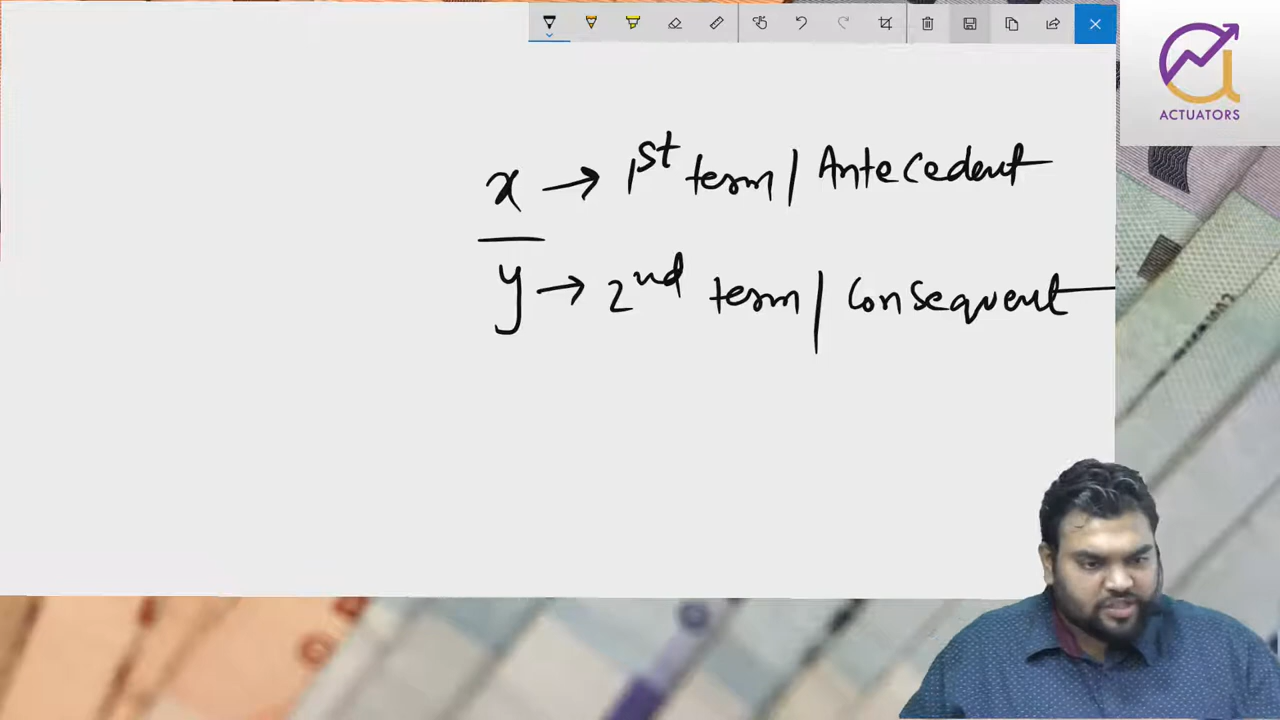 x → 1st term / Antecedent
y → 2nd term / Consequent
ACTUATORS